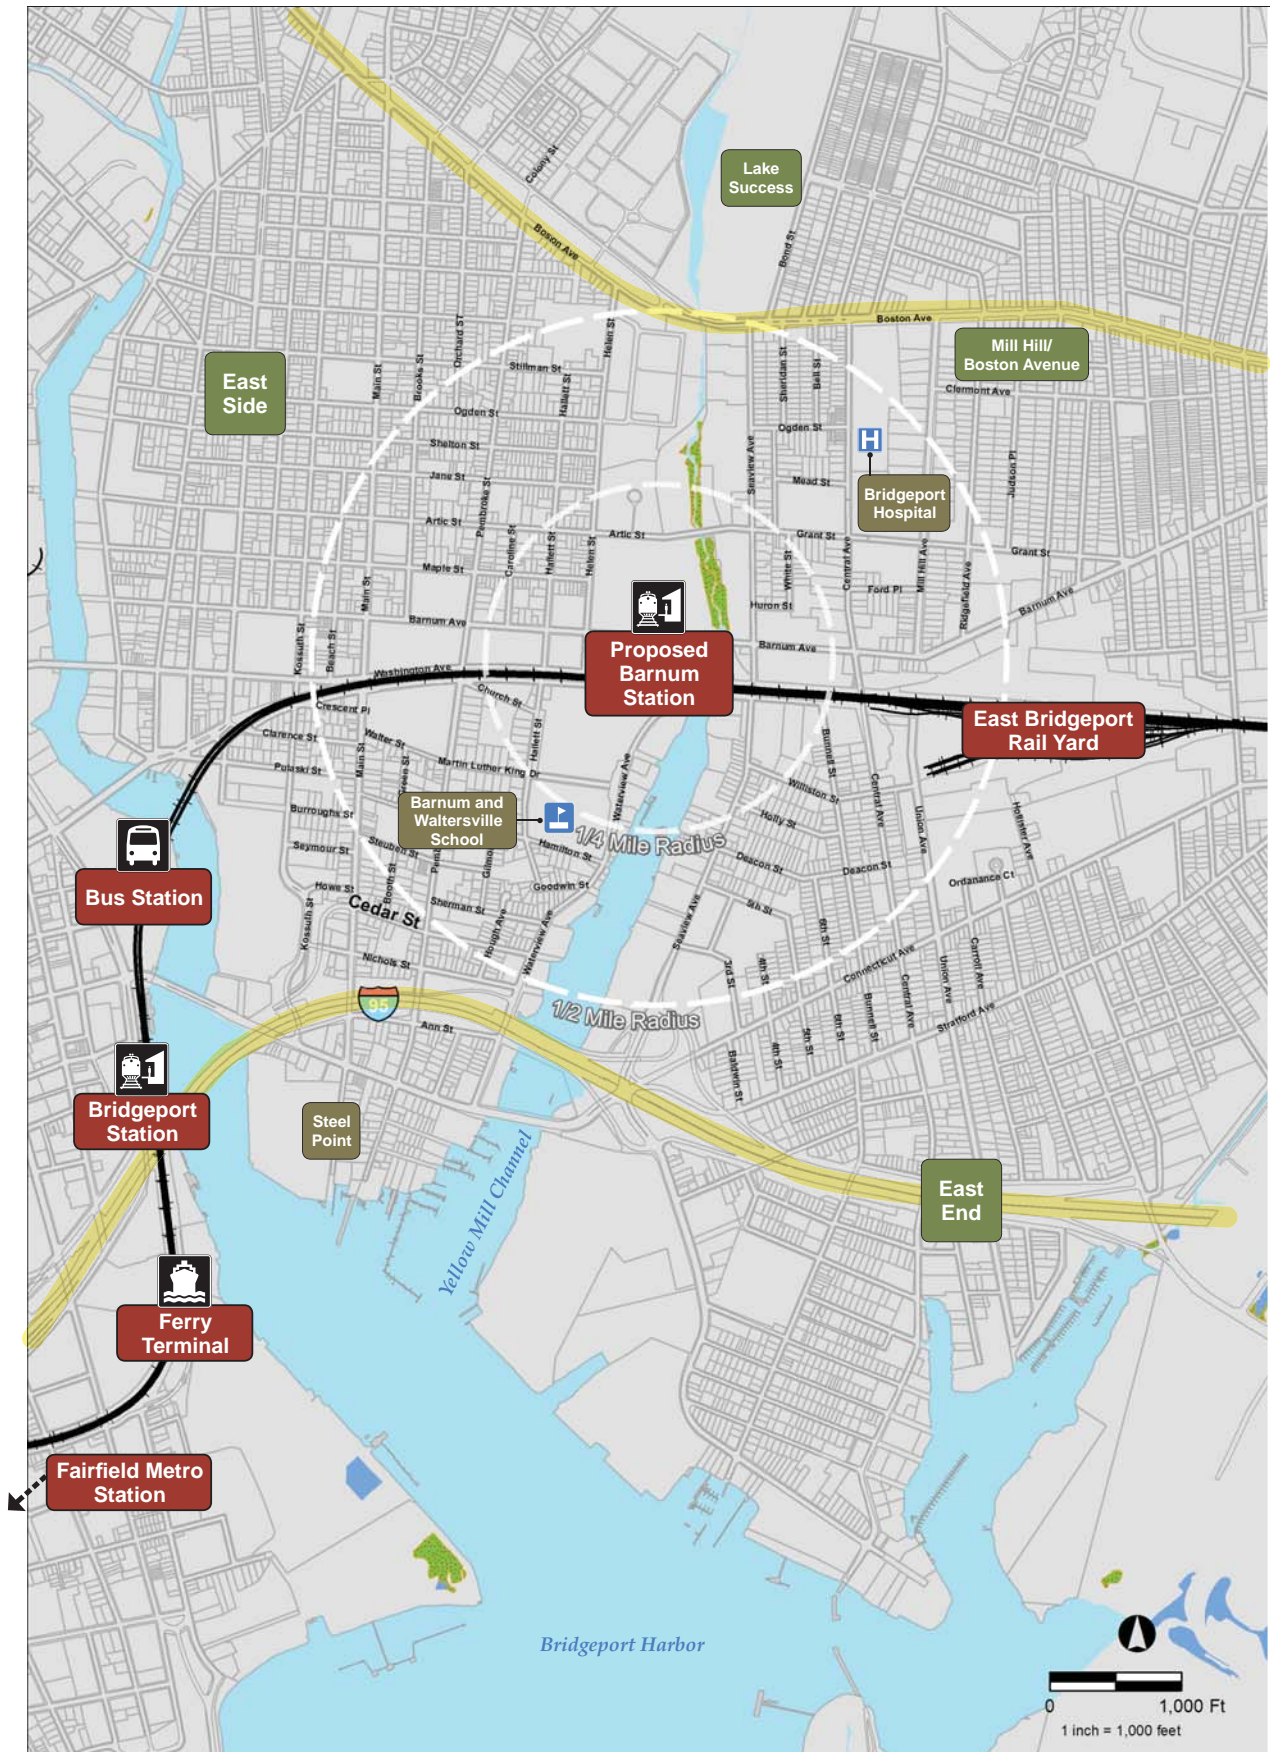 Colony St
Lake
Success
Boson Ave
Bond St
Boston Ave
Mill Hill/
Boston Avenue
Clermont Ave
East
Side
Main St
Brooks St
Orchard ST
Stillman St
Hallett St
Helen St
Sheridan St
Bell St
Ogden St
Ogden St
Shelton St
Seaview Ave
H
Jane St
Mead St
Judson Pl
Bridgeport
Hospital
Pembroke St
Artic St
Caroline St
Hallett St
Helen St
Artic St
Grant St
Grant St
Maple St
Main St
White St
Central Ave
Ford Pl
Mill Hill Ave
Ridgefield Ave
Barnum Ave
Huron St
Barnum Ave
Barnum Ave
Kossuth St
Beach St
Washington Ave
Proposed
Barnum
Station
Church St
Crescent Pl
East Bridgeport
Rail Yard
Clarence St
Walter St
Main St
Hallett St
Bunnell St
Pulaski St
Green St
Martin Luther King Dr
Waterview Ave
Williston St
Central Ave
Union Ave
Hollister Ave
Burroughs St
Barnum and
Waltersville
School
Holly St
1/4 Mile Radius
Seymour St
Steuben St
Pemb
Gilmo
Hamilton St
Deacon St
Deacon St
Ordanance Ct
Howe St
Booth St
Goodwin St
Bus Station
Kossuth St
Cedar St
Sherman St
Hough Ave
Waterview Ave
Seaview Ave
5th St
6th St
Nichols St
3rd St
4th St
Connecticut Ave
Carroll Ave
Union Ave
Central Ave
95
1/2 Mile Radius
Ann St
Bunnell St
Stratford Ave
6th St
5th St
4th St
Baldwin St
Bridgeport
Station
Steel
Point
Yellow Mill Channel
East
End
Ferry
Terminal
Fairfield Metro
Station
Bridgeport Harbor
0 1,000 Ft
1 inch = 1,000 feet